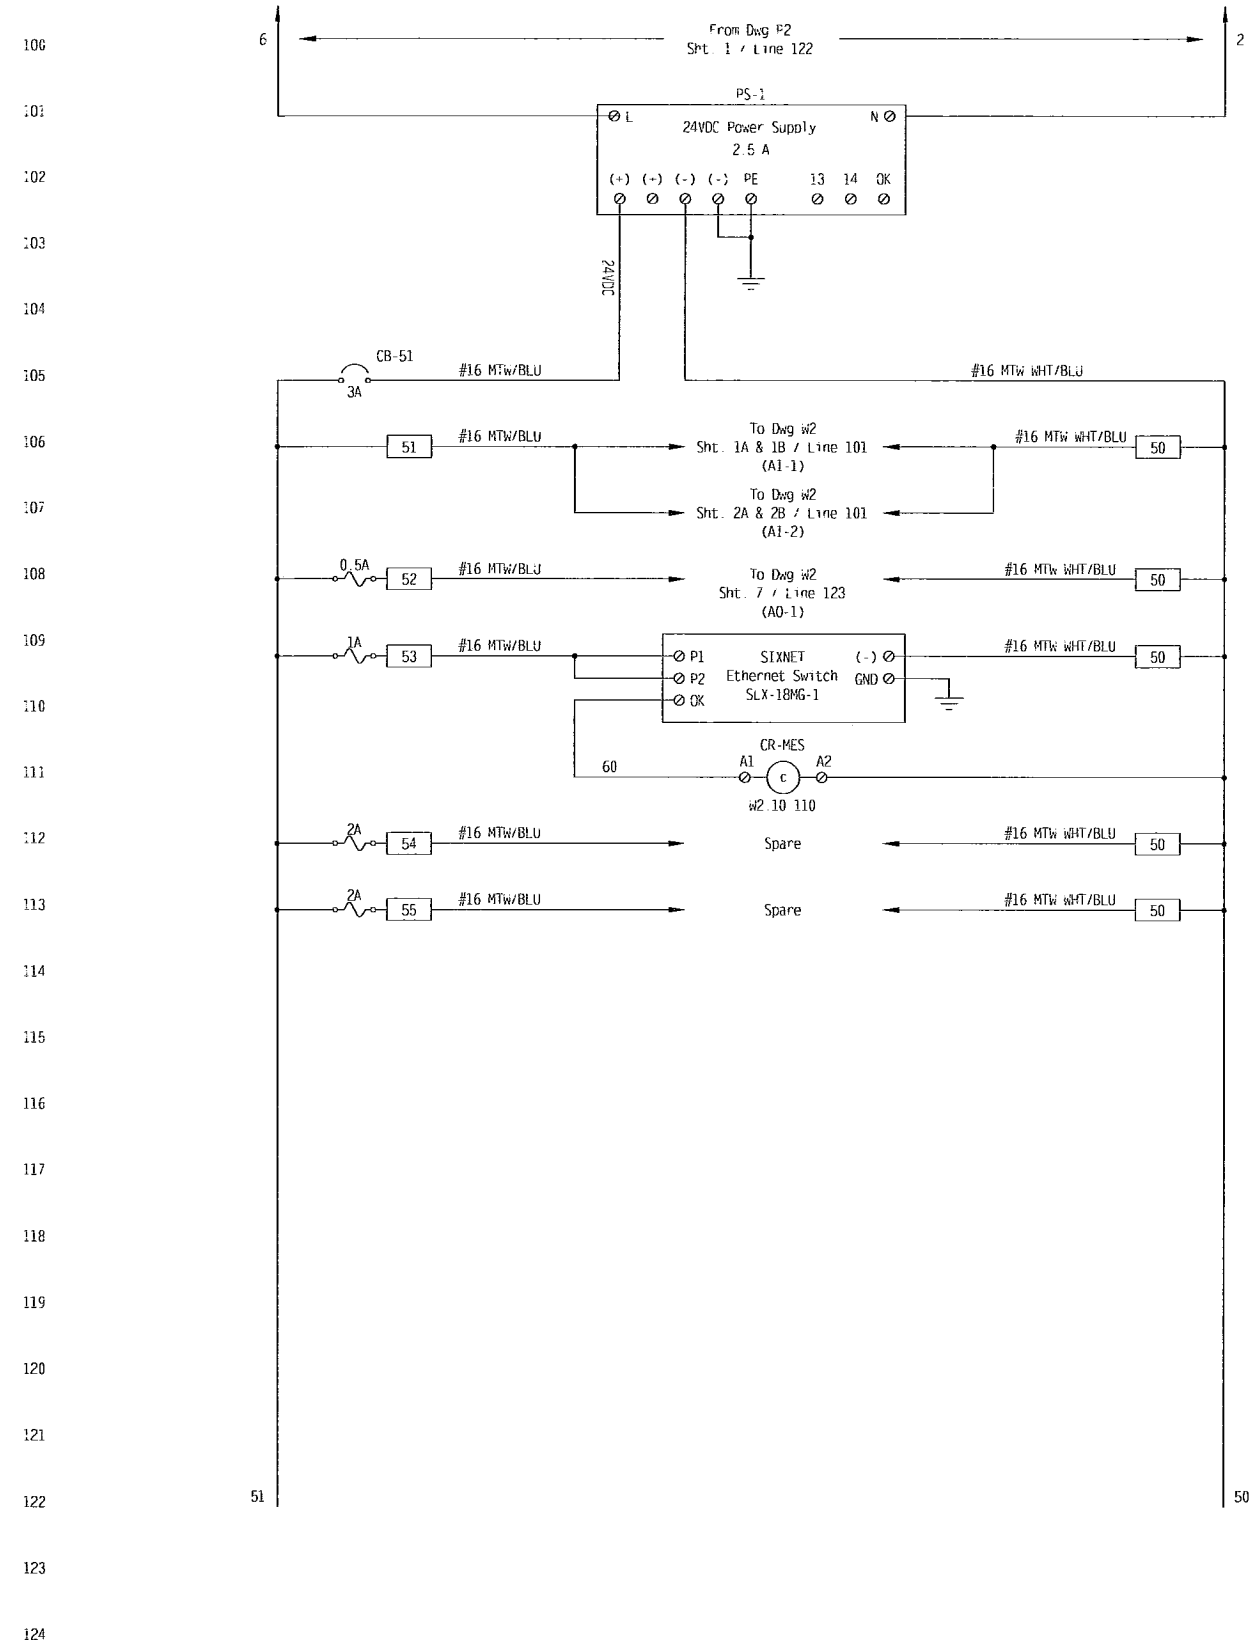 100
6
From Dwg P2
Sht. 1 / Line 122
2
101
PS-1
L
N
24VDC Power Supply
2.5 A
102
(+) (+) (-) (-) PE 13 14 OK
103
24VDC
104
105
CB-51
3A
#16 MTW/BLU
#16 MTW WHT/BLU
106
51
#16 MTW/BLU
To Dwg W2
Sht. 1A & 1B / Line 101
(A1-1)
#16 MTW WHT/BLU
50
107
To Dwg W2
Sht. 2A & 2B / Line 101
(A1-2)
108
0.5A
52
#16 MTW/BLU
To Dwg W2
Sht. 7 / Line 123
(AO-1)
#16 MTW WHT/BLU
50
109
1A
53
#16 MTW/BLU
P1
SIXNET
(-)
#16 MTW WHT/BLU
50
P2
Ethernet Switch
GND
110
OK
SLX-18MG-1
CR-MES
111
60
A1
C
A2
W2.10 110
112
2A
54
#16 MTW/BLU
Spare
#16 MTW WHT/BLU
50
113
2A
55
#16 MTW/BLU
Spare
#16 MTW WHT/BLU
50
114
115
116
117
118
119
120
121
122
51
50
123
124